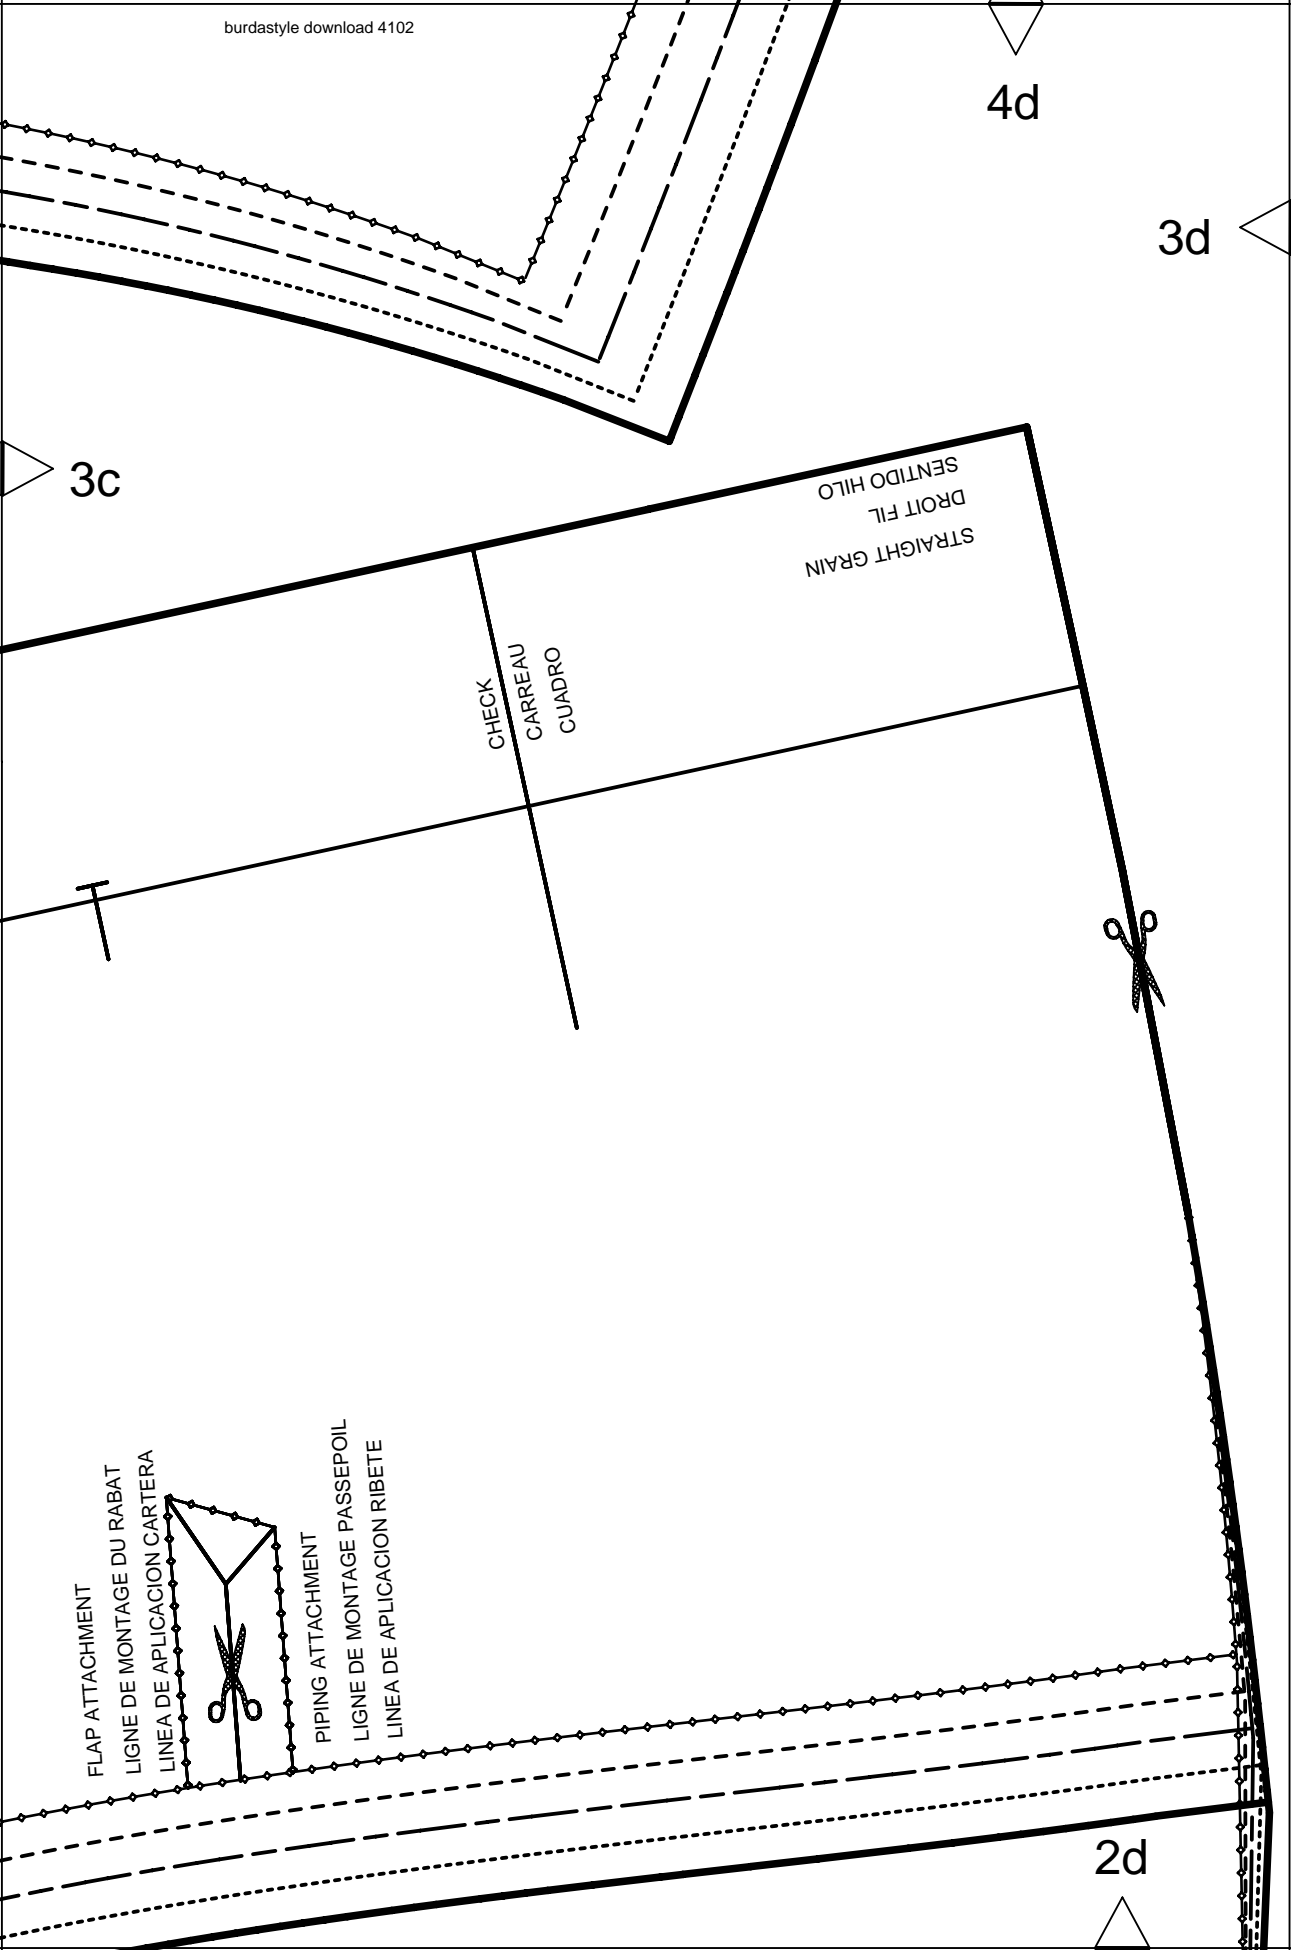 burdastyle download 4102
4d
3d
3c
STRAIGHT GRAIN
DROIT FIL
SENTIDO HILO
CHECK
CARREAU
CUADRO
FLAP ATTACHMENT
LIGNE DE MONTAGE DU RABAT
LINEA DE APLICACION CARTERA
PIPING ATTACHMENT
LIGNE DE MONTAGE PASSEPOIL
LINEA DE APLICACION RIBETE
2d